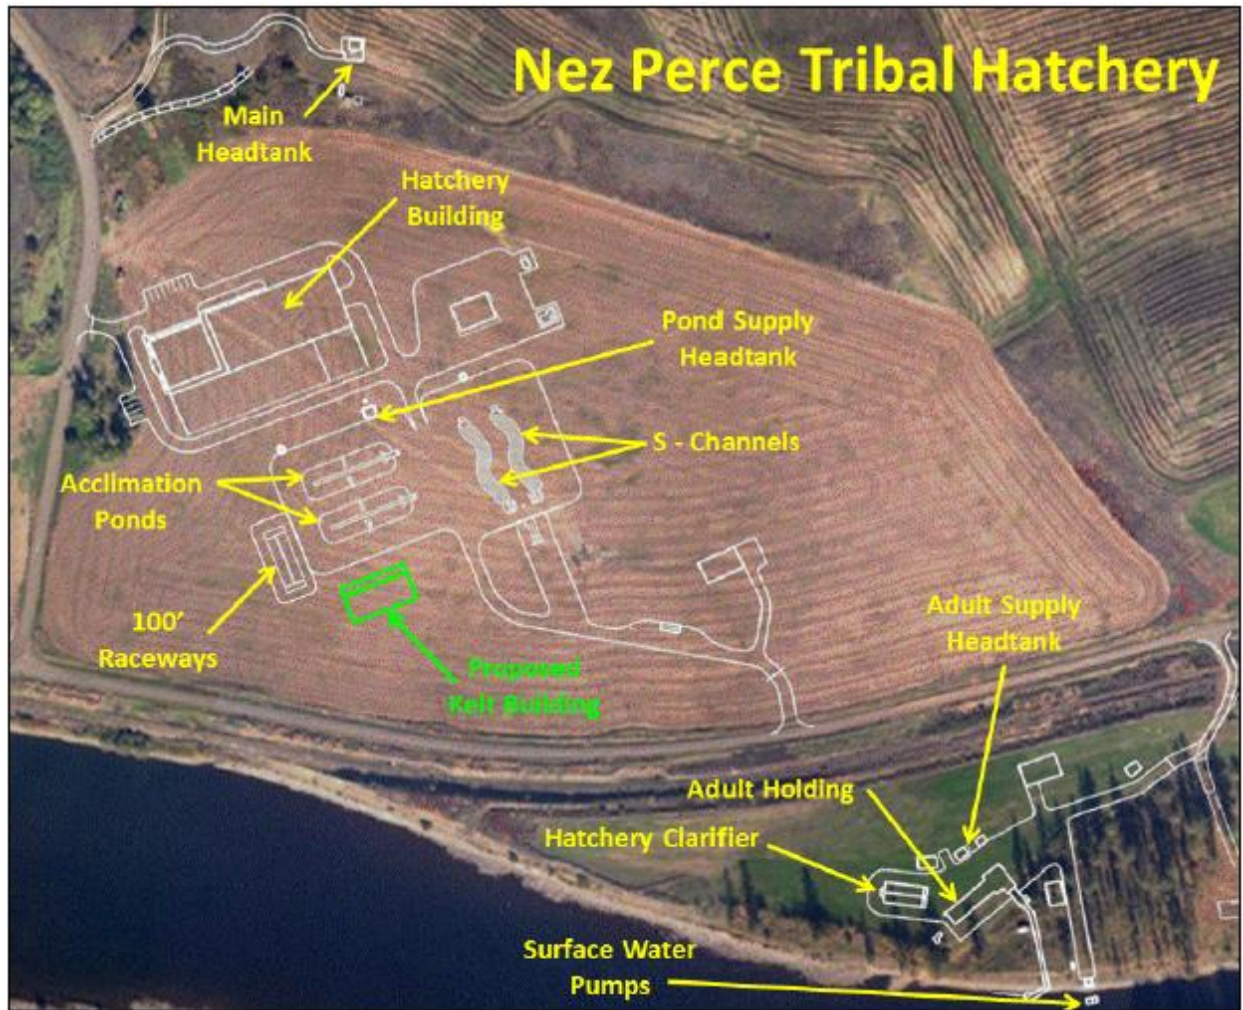 Nez Perce Tribal Hatchery
Main
Headtank
Hatchery
Building
Pond Supply
Headtank
S - Channels
Acclimation
Ponds
100'
Raceways
Proposed
Kelt Building
Adult Supply
Headtank
Adult Holding
Hatchery Clarifier
Surface Water
Pumps